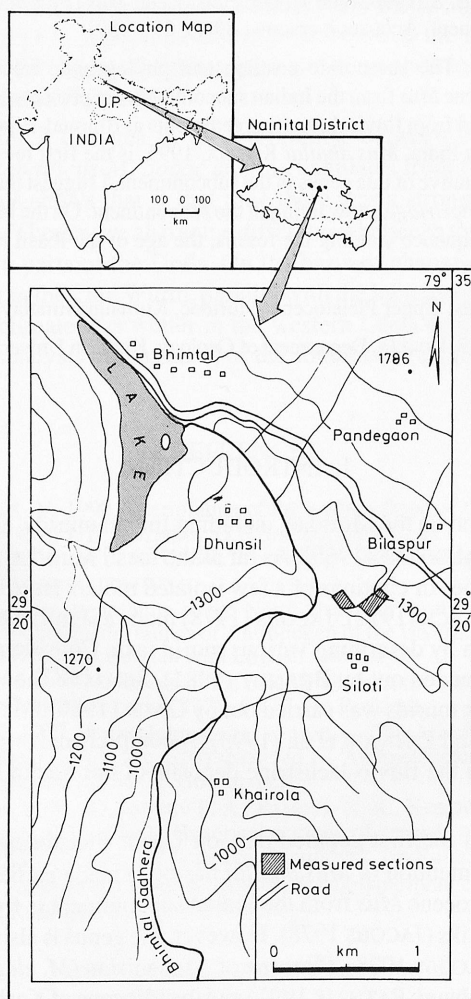 Location Map
U.P.
INDIA
100 0 100
km
Nainital District
79° 35
N
Bhimtal
1786
Pandegaon
LAKE
Dhunsil
Bilaspur
29°
20'
1300
1300
29°
20'
Siloti
1270
1200
1100
1000
Khairola
1000
Bhimtal Gadhera
Measured sections
Road
0 1
km